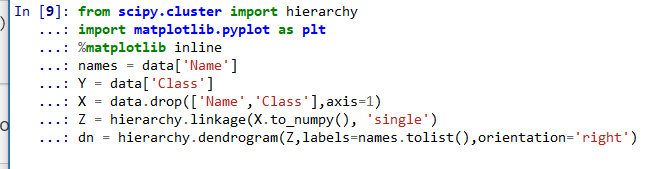 In [9]: from scipy.cluster import hierarchy
...: import matplotlib.pyplot as plt
...: %matplotlib inline
...: names = data['Name']
...: Y = data['Class']
...: X = data.drop(['Name','Class'],axis=1)
...: Z = hierarchy.linkage(X.to_numpy(), 'single')
...: dn = hierarchy.dendrogram(Z,labels=names.tolist(),orientation='right')